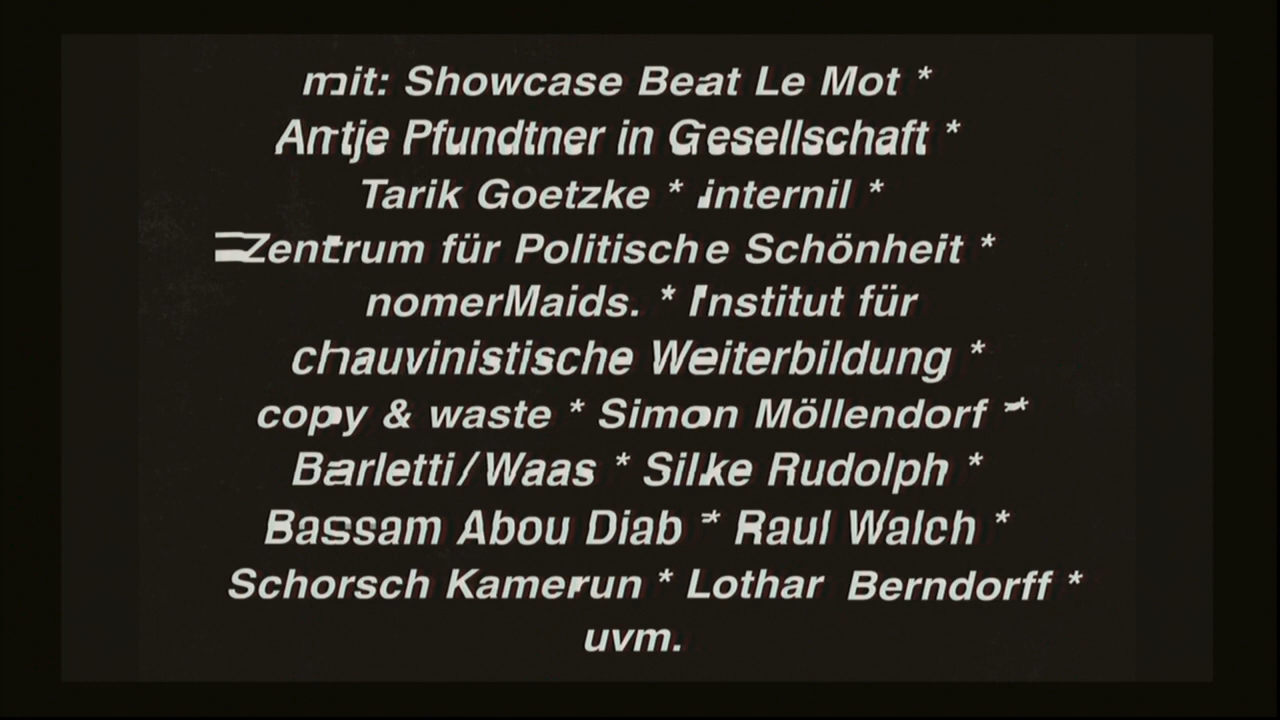 mit: Showcase Beat Le Mot *
Antje Pfundtner in Gesellschaft *
Tarik Goetzke * internil *
Zentrum für Politische Schönheit *
nomerMaids. * Institut für
chauvinistische Weiterbildung *
copy & waste * Simon Möllendorf *
Barletti/Waas * Silke Rudolph *
Bassam Abou Diab * Raul Walch *
Schorsch Kamerun * Lothar Berndorff *
uvm.